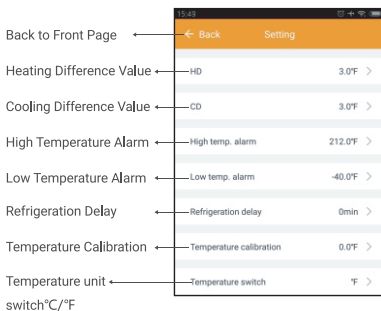 15:49
Back to Front Page
← Back Setting
Heating Difference Value HD 3.0°F >
Cooling Difference Value CD 3.0°F >
High Temperature Alarm High temp. alarm 212.0°F >
Low Temperature Alarm Low temp. alarm -40.0°F >
Refrigeration Delay Refrigeration delay 0min >
Temperature Calibration Temperature calibration 0.0°F >
Temperature unit Temperature switch °F >
switch°C/°F